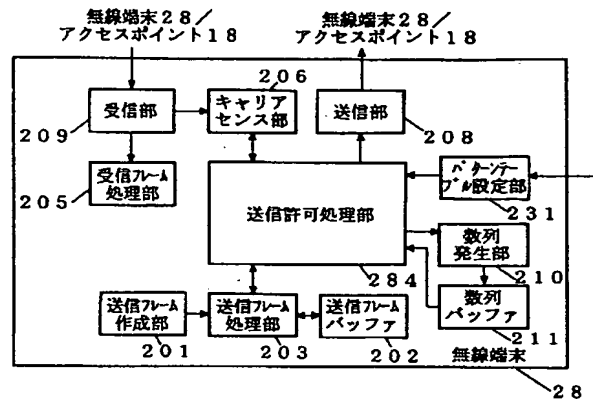 無線端末28／
アクセスポイント18
無線端末28／
アクセスポイント18
206
受信部
キャリア
センス部
送信部
209
208
受信フレーム
処理部
205
パターンテー
ブル設定部
231
送信許可処理部
284
数列
発生部
210
数列
バッファ
211
送信フレーム
作成部
201
送信フレーム
処理部
203
送信フレーム
バッファ
202
無線端末
28